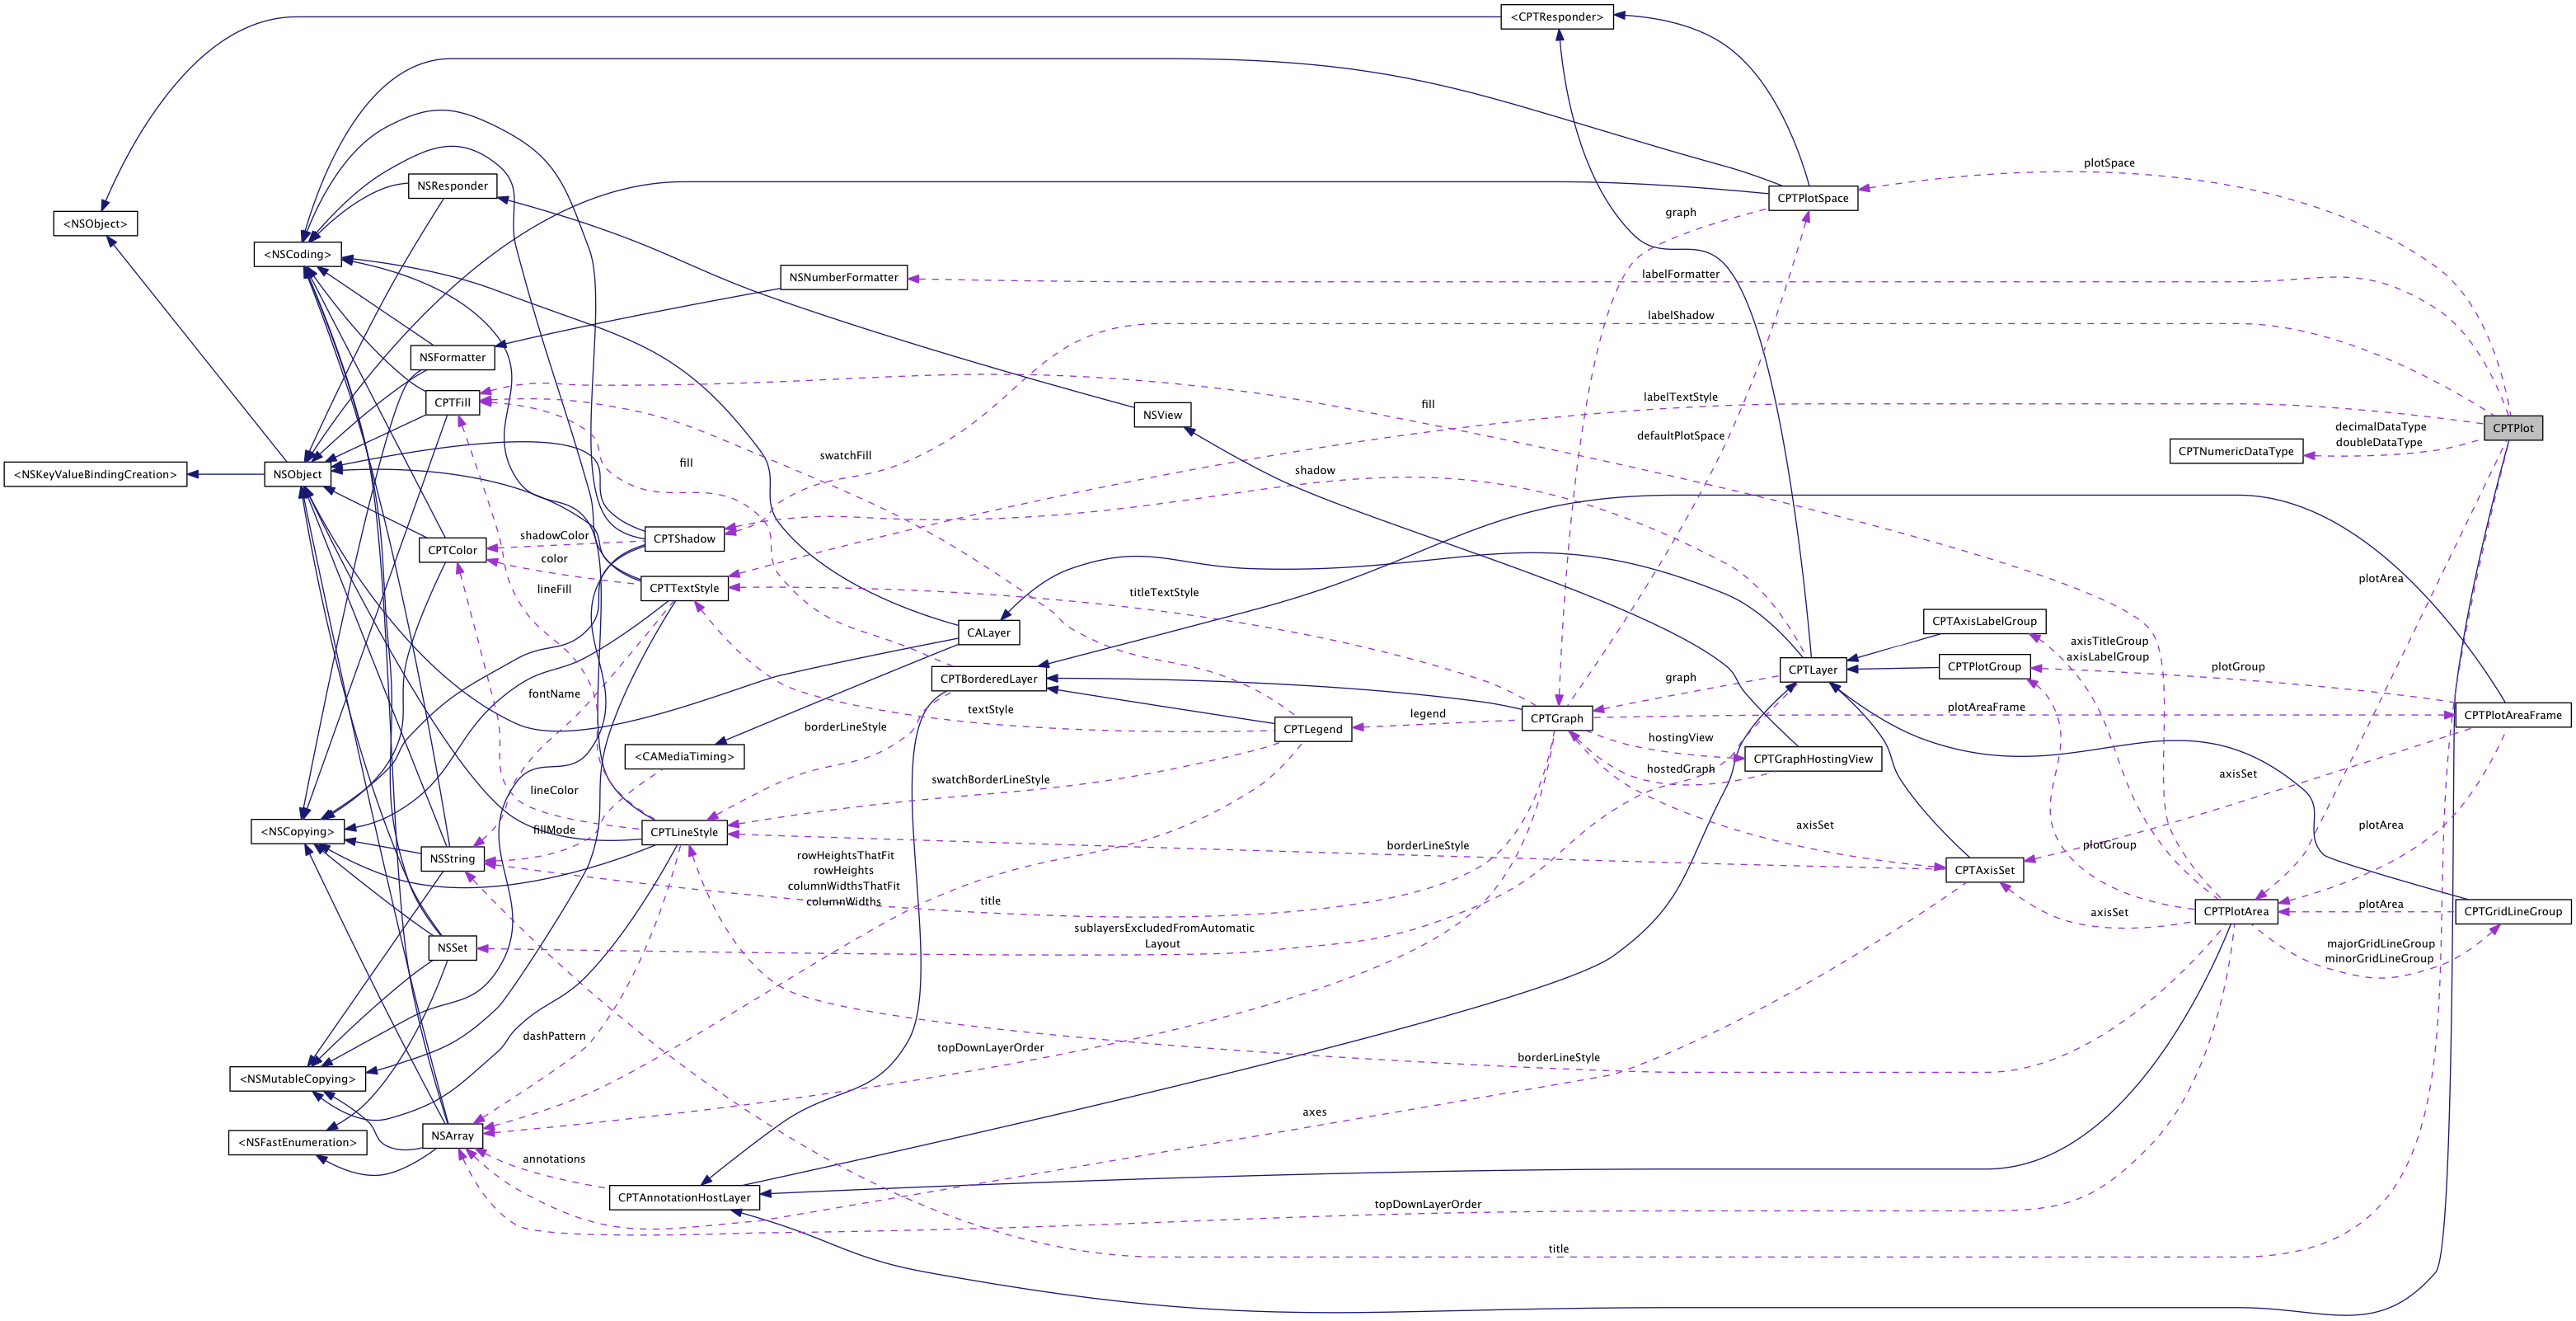 <CPTResponder>
plotSpace
NSResponder
CPTPlotSpace
graph
<NSObject>
<NSCoding>
NSNumberFormatter
labelFormatter
labelShadow
NSFormatter
labelTextStyle
CPTFill
fill
NSView
CPTPlot
decimalDataType
doubleDataType
defaultPlotSpace
swatchFill
CPTNumericDataType
fill
shadow
<NSKeyValueBindingCreation>
NSObject
shadowColor
CPTShadow
CPTColor
color
plotArea
lineFill
CPTTextStyle
titleTextStyle
CPTAxisLabelGroup
CALayer
axisTitleGroup
axisLabelGroup
CPTPlotGroup
plotGroup
CPTLayer
graph
CPTBorderedLayer
fontName
textStyle
legend
plotAreaFrame
CPTPlotAreaFrame
CPTGraph
borderLineStyle
CPTLegend
hostingView
<CAMediaTiming>
CPTGraphHostingView
hostedGraph
axisSet
swatchBorderLineStyle
lineColor
fillMode
<NSCopying>
CPTLineStyle
axisSet
plotArea
borderLineStyle
plotGroup
NSString
rowHeightsThatFit
rowHeights
columnWidthsThatFit
columnWidths
CPTAxisSet
title
plotArea
axisSet
CPTPlotArea
CPTGridLineGroup
sublayersExcludedFromAutomatic
Layout
NSSet
majorGridLineGroup
minorGridLineGroup
dashPattern
topDownLayerOrder
borderLineStyle
<NSMutableCopying>
axes
NSArray
<NSFastEnumeration>
annotations
CPTAnnotationHostLayer
topDownLayerOrder
title